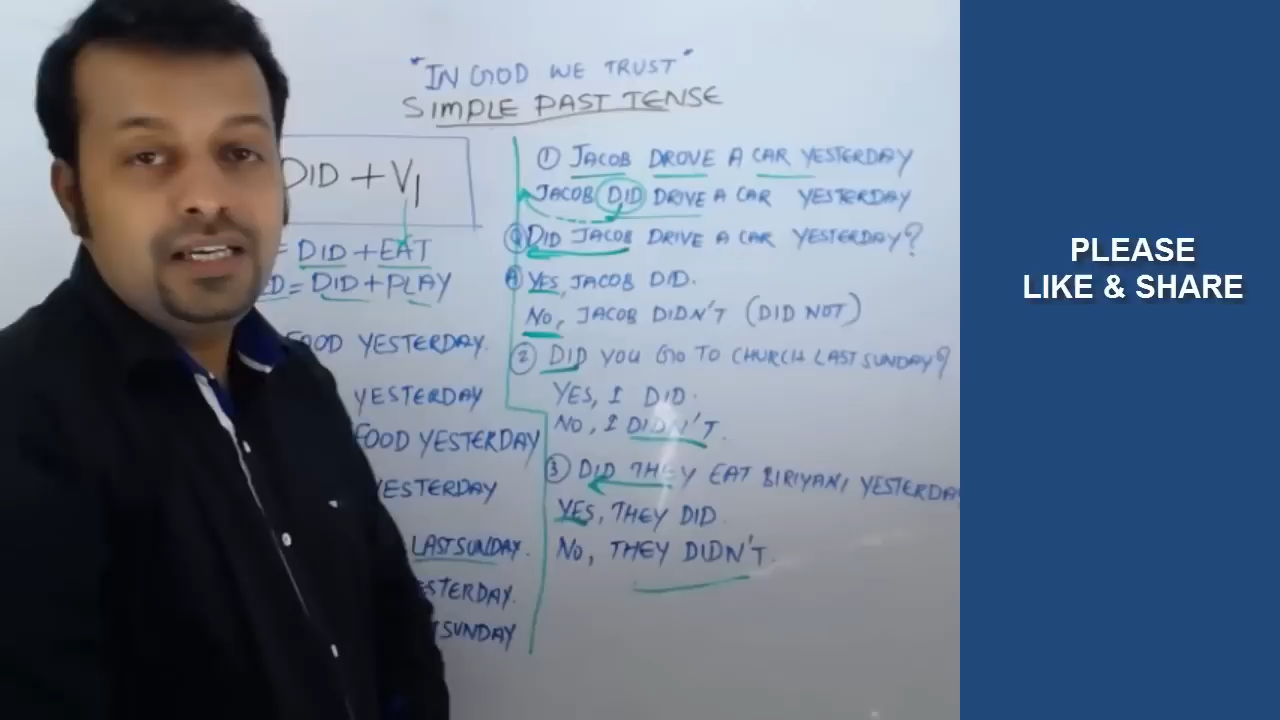 "IN GOD WE TRUST"
SIMPLE PAST TENSE
DID + V1
= DID + EAT
ED = DID + PLAY
FOOD YESTERDAY.
YESTERDAY
FOOD YESTERDAY
YESTERDAY
LAST SUNDAY.
YESTERDAY.
SUNDAY
① JACOB DROVE A CAR YESTERDAY
JACOB DID DRIVE A CAR YESTERDAY
Q DID JACOB DRIVE A CAR YESTERDAY?
A YES, JACOB DID.
NO, JACOB DIDN'T (DID NOT)
② DID YOU GO TO CHURCH LAST SUNDAY?
YES, I DID.
NO, I DIDN'T.
③ DID THEY EAT BIRIYANI YESTERDA
YES, THEY DID.
NO, THEY DIDN'T.
PLEASE
LIKE & SHARE